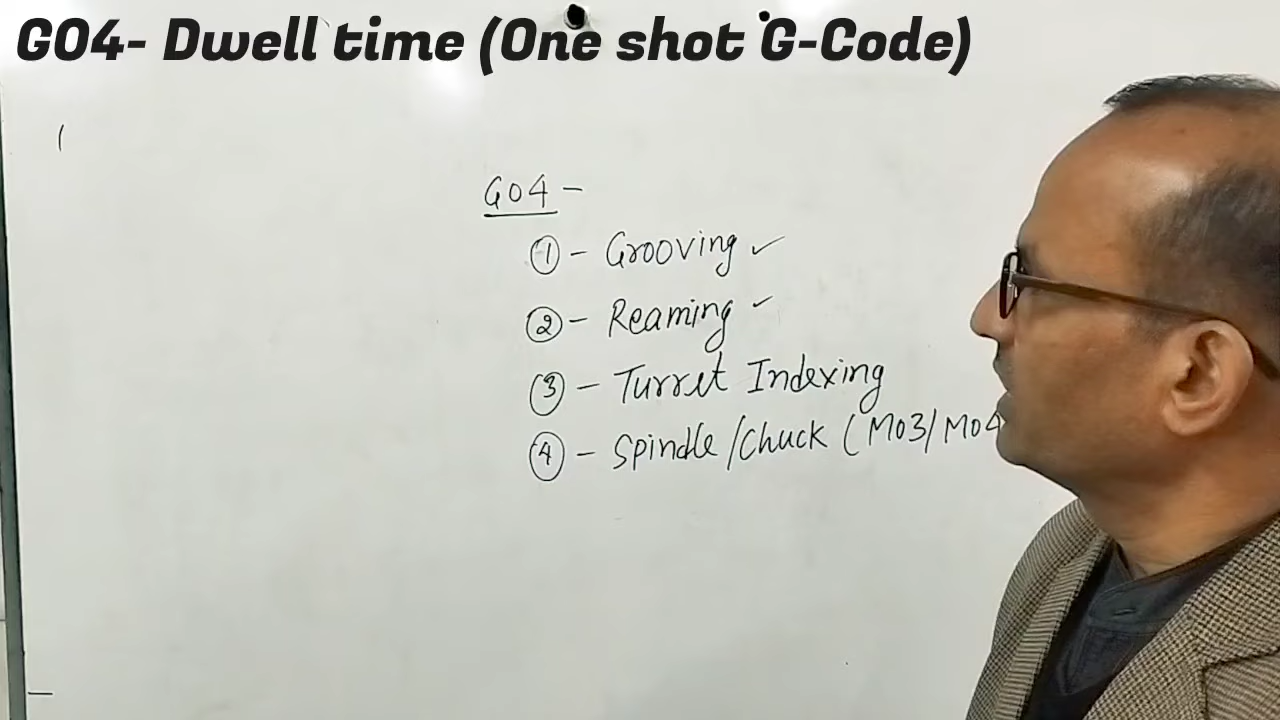 G04- Dwell time (One shot G-Code)
G04 -
① - Grooving ✓
② - Reaming ✓
③ - Turret Indexing
④ - Spindle/Chuck (M03/M04